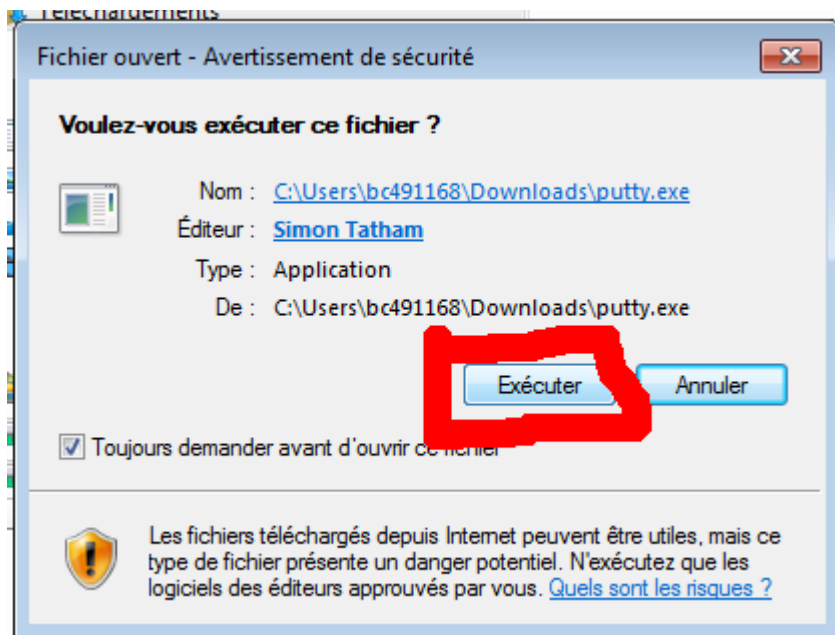 Téléchargements
Fichier ouvert - Avertissement de sécurité
Voulez-vous exécuter ce fichier ?
Nom : C:\Users\bc491168\Downloads\putty.exe
Éditeur : Simon Tatham
Type : Application
De : C:\Users\bc491168\Downloads\putty.exe
Exécuter Annuler
Toujours demander avant d'ouvrir ce fichier
Les fichiers téléchargés depuis Internet peuvent être utiles, mais ce
type de fichier présente un danger potentiel. N'exécutez que les
logiciels des éditeurs approuvés par vous. Quels sont les risques ?